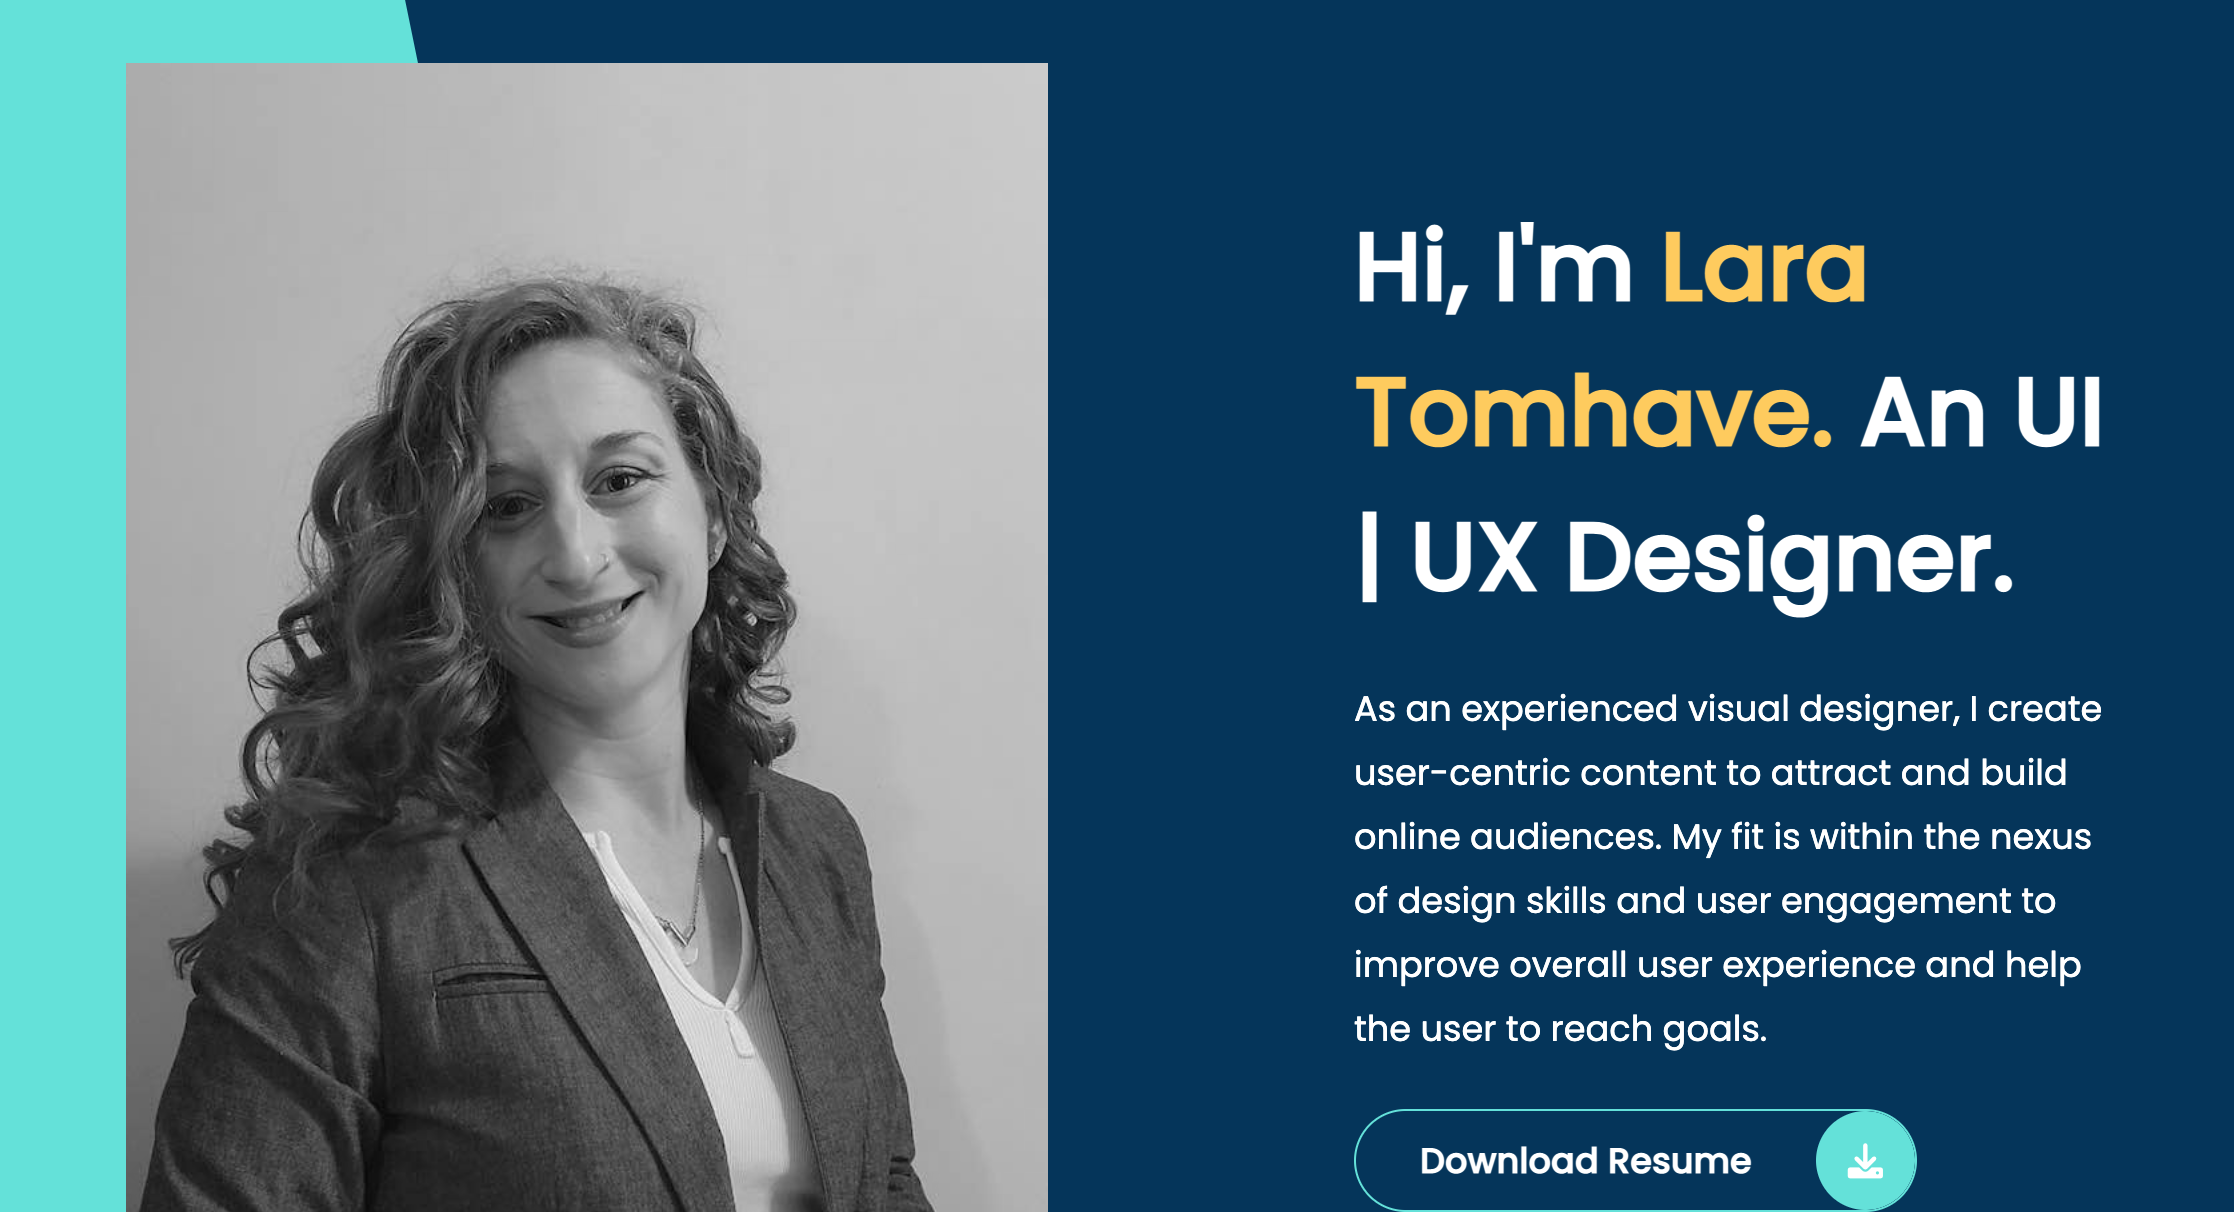 Hi, I'm Lara
Tomhave. An UI
| UX Designer.
As an experienced visual designer, I create
user-centric content to attract and build
online audiences. My fit is within the nexus
of design skills and user engagement to
improve overall user experience and help
the user to reach goals.
Download Resume